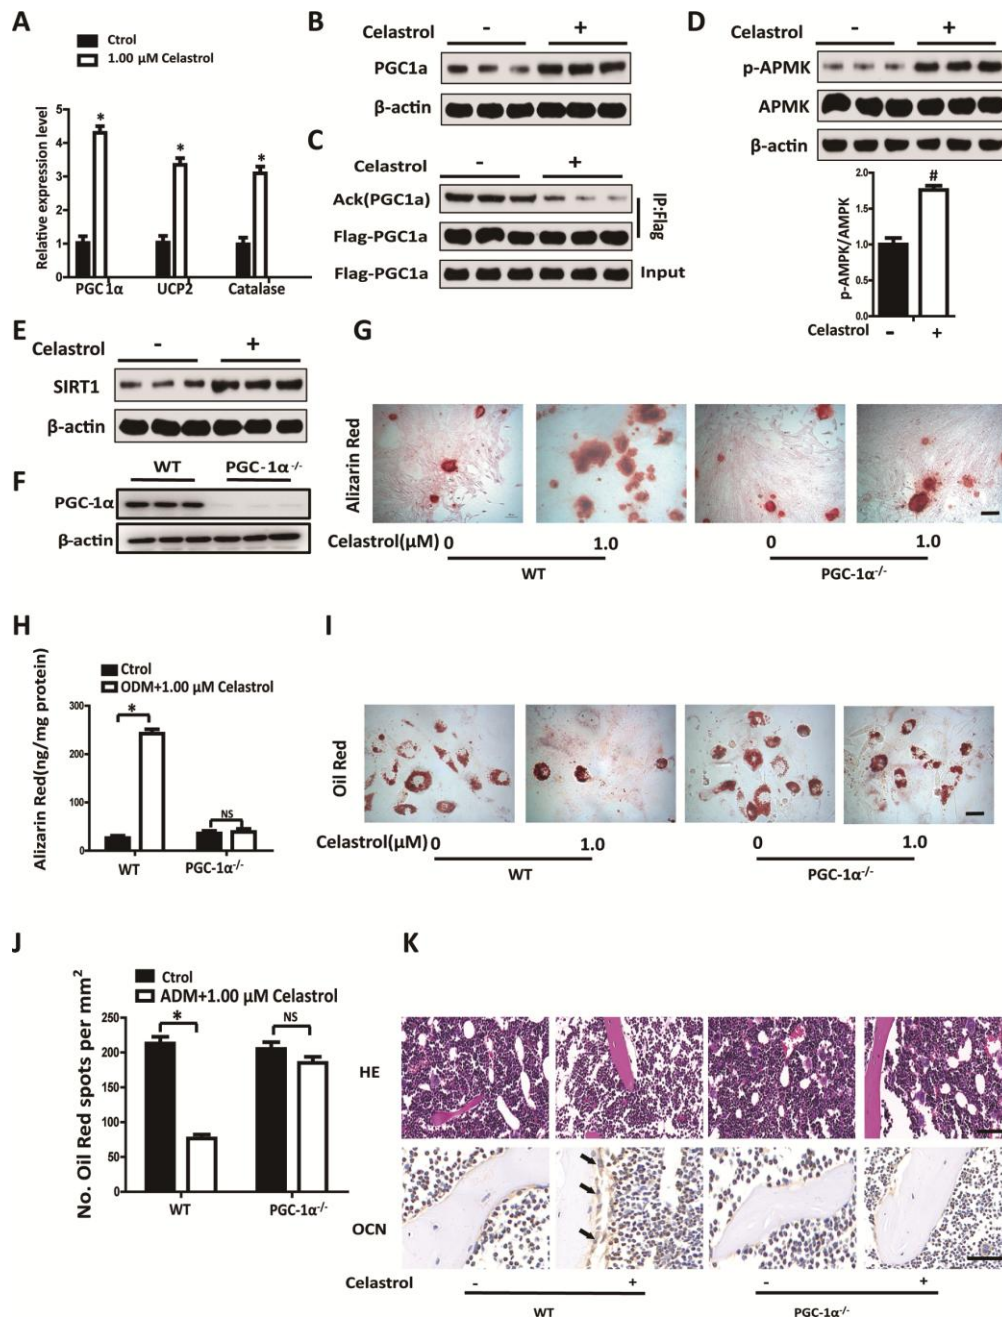 A
Ctrol
1.00 μM Celastrol
Relative expression level
5
4
3
2
1
0
*
*
*
PGC1α UCP2 Catalase
B
Celastrol - +
PGC1a
β-actin
C
Celastrol - +
Ack(PGC1a)
Flag-PGC1a
IP:Flag
Flag-PGC1a Input
D
Celastrol - +
p-APMK
APMK
β-actin
p-AMPK/AMPK
2.0
1.5
1.0
0.5
0.0
#
Celastrol - +
E
Celastrol - +
SIRT1
β-actin
F
WT PGC-1α-/-
PGC-1α
β-actin
G
Alizarin Red
Celastrol(μM) 0 1.0 0 1.0
WT PGC-1α-/-
H
Ctrol
ODM+1.00 μM Celastrol
Alizarin Red(ng/mg protein)
300
200
100
0
*
NS
WT PGC-1α-/-
I
Oil Red
Celastrol(μM) 0 1.0 0 1.0
WT PGC-1α-/-
J
Ctrol
ADM+1.00 μM Celastrol
No. Oil Red spots per mm2
250
200
150
100
50
0
*
NS
WT PGC-1α-/-
K
HE
OCN
Celastrol - + - +
WT PGC-1α-/-